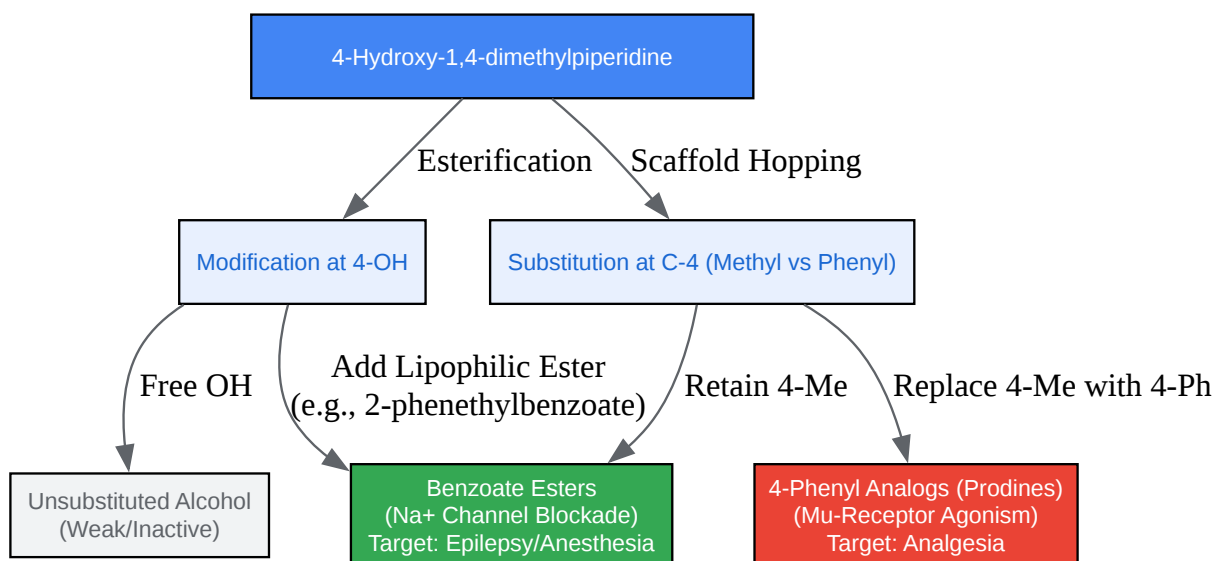 4-Hydroxy-1,4-dimethylpiperidine
Esterification
Scaffold Hopping
Modification at 4-OH
Substitution at C-4 (Methyl vs Phenyl)
Free OH
Add Lipophilic Ester
(e.g., 2-phenethylbenzoate)
Retain 4-Me
Replace 4-Me with 4-Ph
Unsubstituted Alcohol
(Weak/Inactive)
Benzoate Esters
(Na+ Channel Blockade)
Target: Epilepsy/Anesthesia
4-Phenyl Analogs (Prodines)
(Mu-Receptor Agonism)
Target: Analgesia